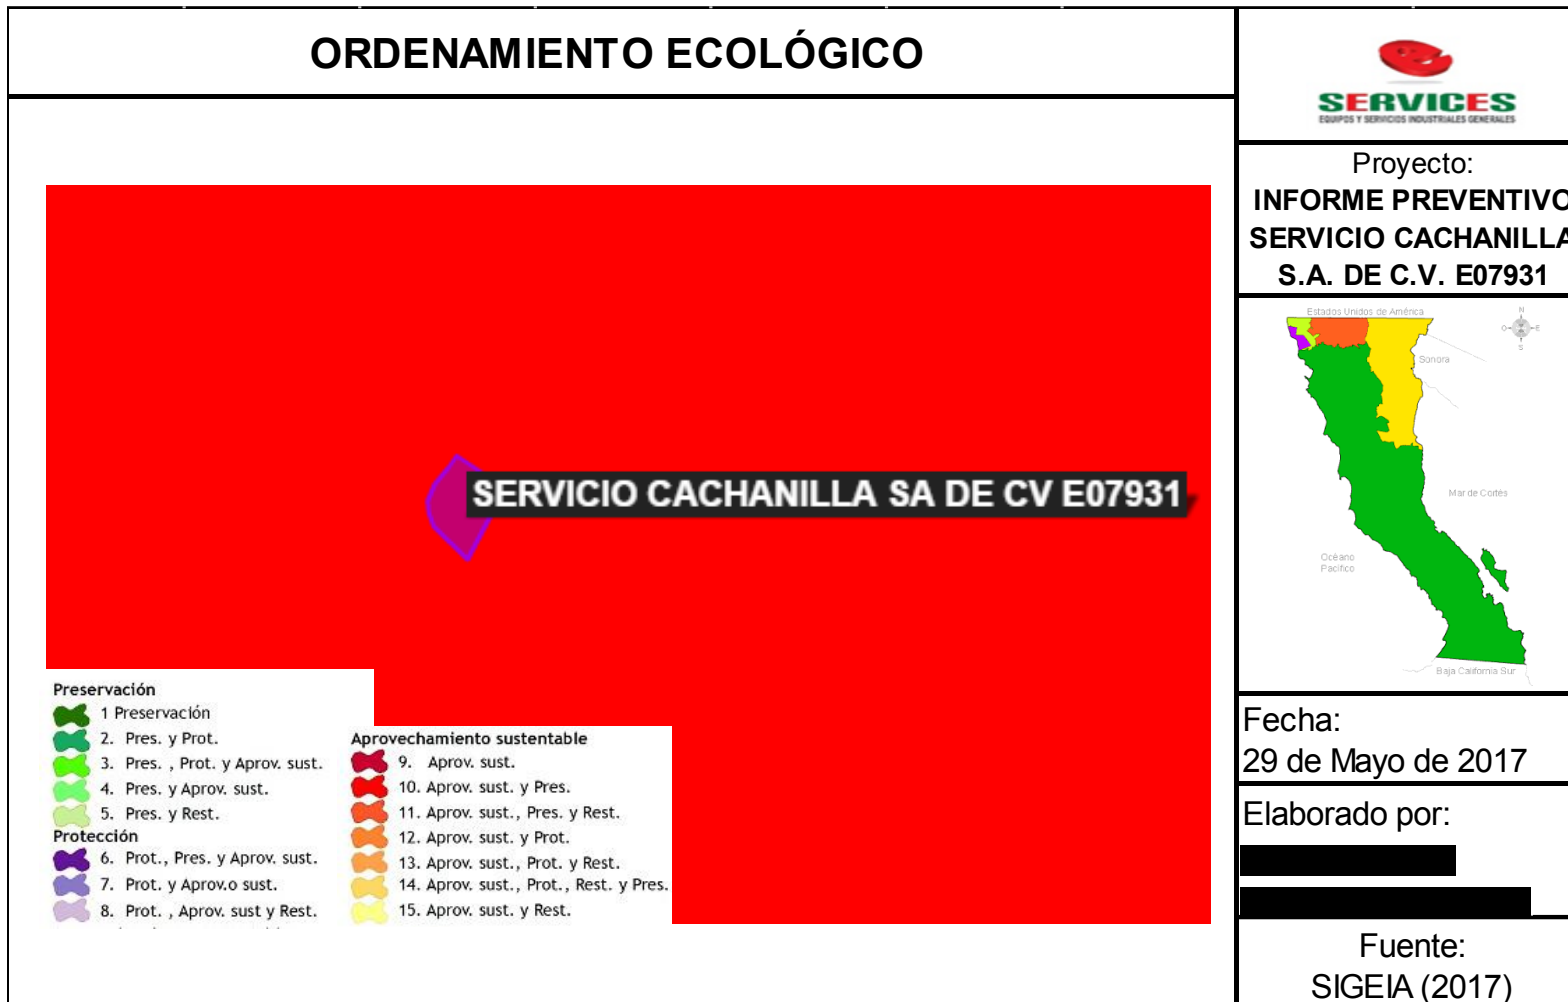 ORDENAMIENTO ECOLÓGICO
SERVICES
EQUIPOS Y SERVICIOS INDUSTRIALES GENERALES
Proyecto:
INFORME PREVENTIVO
SERVICIO CACHANILLA
S.A. DE C.V. E07931
Estados Unidos de América
N
O
E
S
Sonora
Mar de Cortés
Océano
Pacífico
Baja California Sur
SERVICIO CACHANILLA SA DE CV E07931
Preservación
1 Preservación
2. Pres. y Prot.
3. Pres. , Prot. y Aprov. sust.
4. Pres. y Aprov. sust.
5. Pres. y Rest.
Protección
6. Prot., Pres. y Aprov. sust.
7. Prot. y Aprov.o sust.
8. Prot. , Aprov. sust y Rest.
Aprovechamiento sustentable
9. Aprov. sust.
10. Aprov. sust. y Pres.
11. Aprov. sust., Pres. y Rest.
12. Aprov. sust. y Prot.
13. Aprov. sust., Prot. y Rest.
14. Aprov. sust., Prot., Rest. y Pres.
15. Aprov. sust. y Rest.
Fecha:
29 de Mayo de 2017
Elaborado por:
Fuente:
SIGEIA (2017)